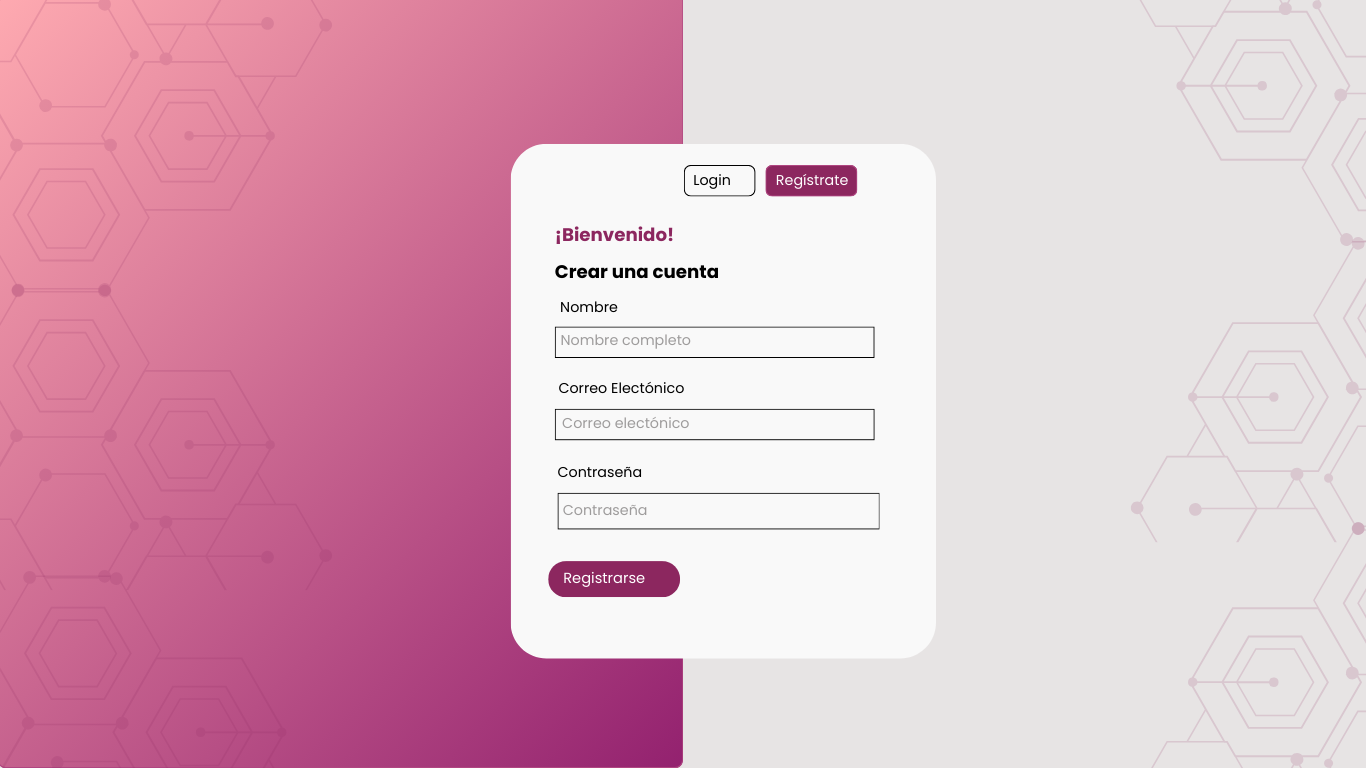 Login Regístrate
¡Bienvenido!
Crear una cuenta
Nombre
Nombre completo
Correo Electónico
Correo electónico
Contraseña
Contraseña
Registrarse